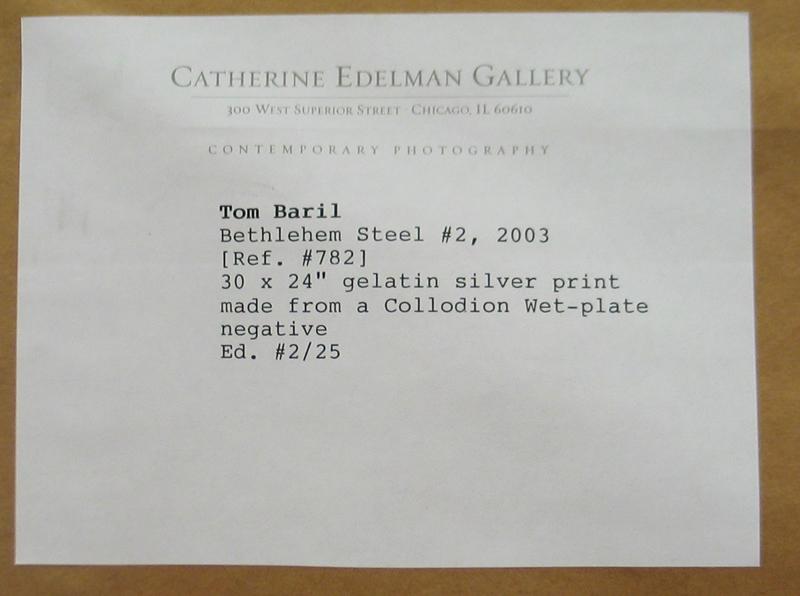 CATHERINE EDELMAN GALLERY
300 WEST SUPERIOR STREET · CHICAGO, IL 60610
CONTEMPORARY PHOTOGRAPHY
Tom Baril
Bethlehem Steel #2, 2003
[Ref. #782]
30 x 24" gelatin silver print
made from a Collodion Wet-plate
negative
Ed. #2/25